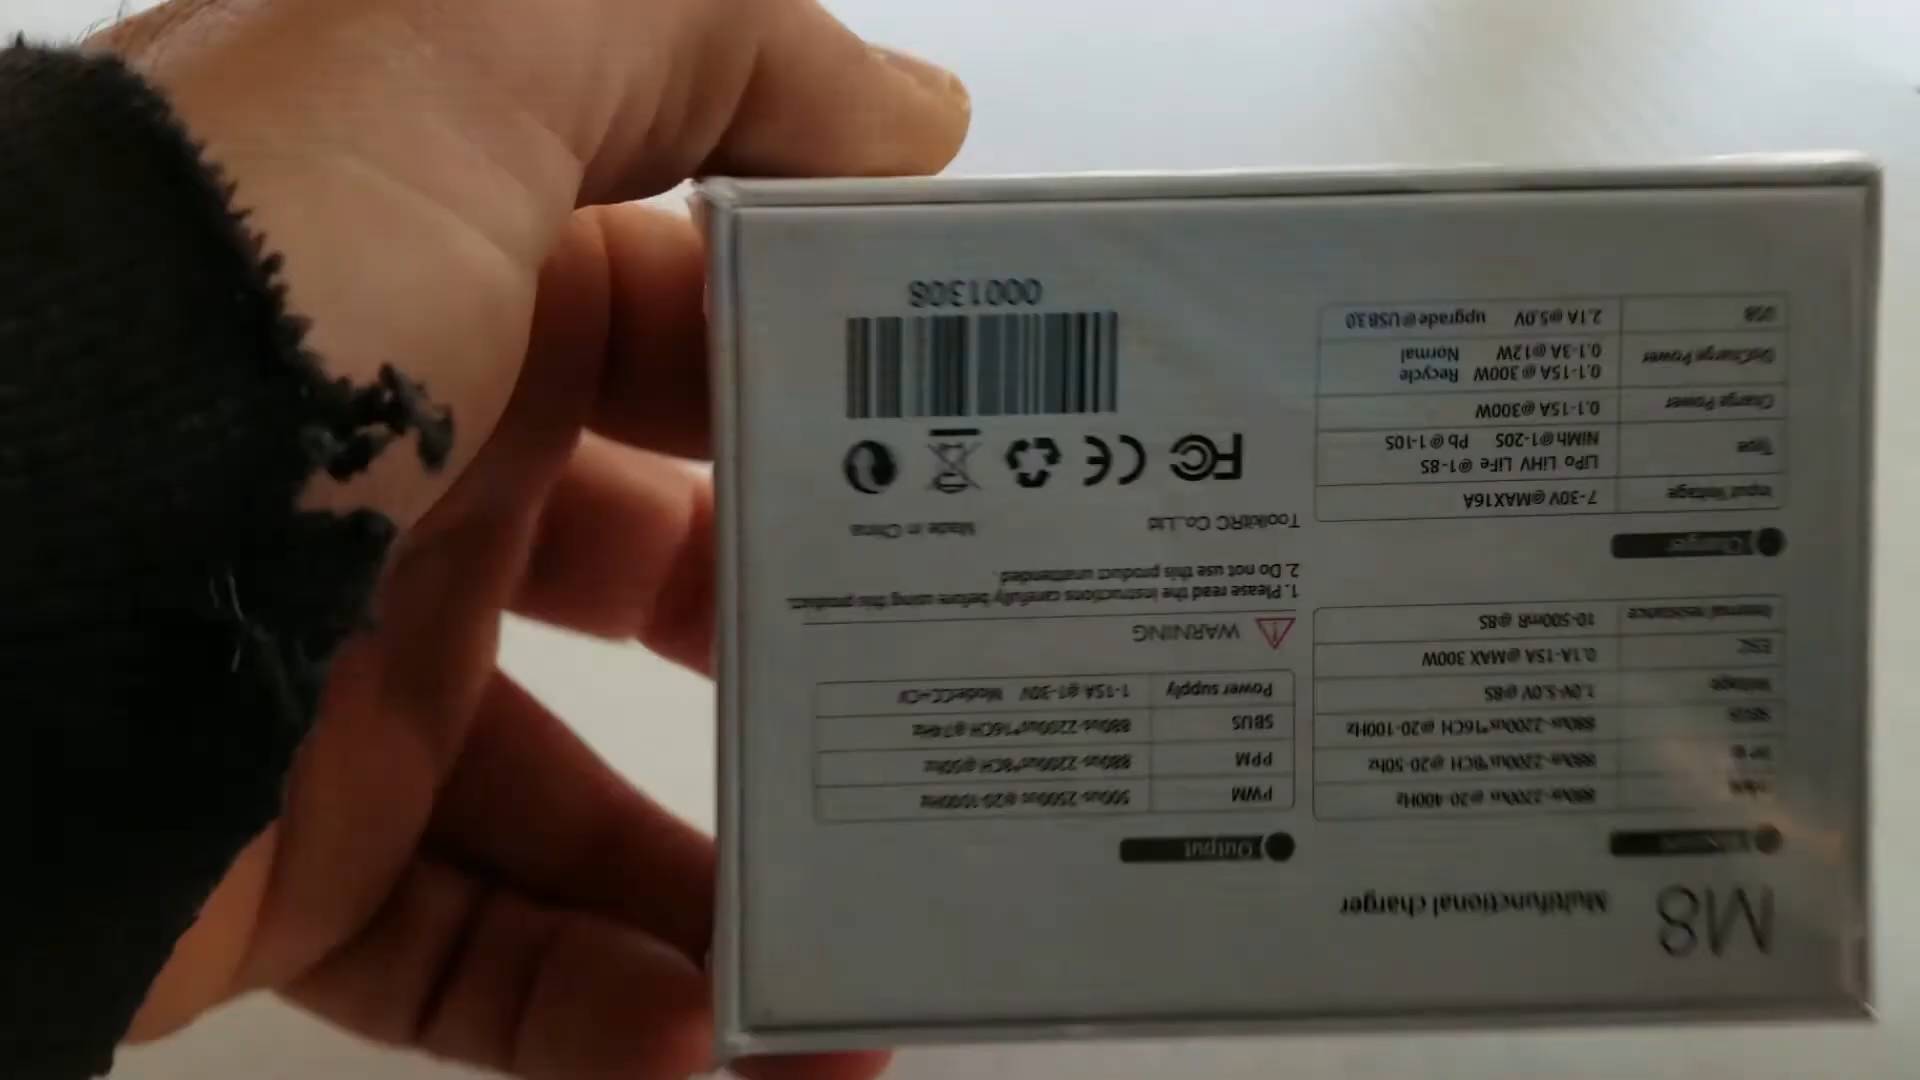 M8 Multifunctional charger
880us-2200us @20-400Hz
880us-2200us*8CH @20-50hz
SBUS 880us-2200us*16CH @20-100Hz
Voltage 1.0V-5.0V @8S
ESC 0.1A-15A @MAX 300W
Internal resistance 10-500mR @8S
Charger
Input Voltage 7-30V@MAX16A
Type LiPo LiHV LiFe @1-8S
NiMh@1-20S Pb@1-10S
Charge Power 0.1-15A@300W
DisCharge Power 0.1-15A@300W Recycle
0.1-3A@12W Normal
USB 2.1A@5.0V upgrade@USB3.0
Output
PWM 500us-2500us @20-1000Hz
PPM 880us-2200us*8CH @50hz
SBUS 880us-2200us*16CH @74Hz
Power supply 1-15A @1-30V Mode:CC+CV
WARNING
1. Please read the instructions carefully before using this product.
2. Do not use this product unattended.
ToolkitRC Co.,Ltd Made in China
FC CE
0001308